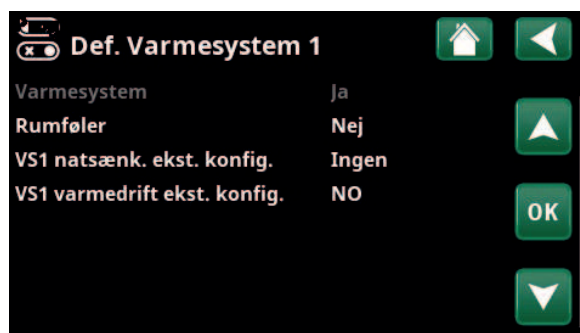 Def. Varmesystem 1
Varmesystem Ja
Rumføler Nej
VS1 natsænk. ekst. konfig. Ingen
VS1 varmedrift ekst. konfig. NO
OK